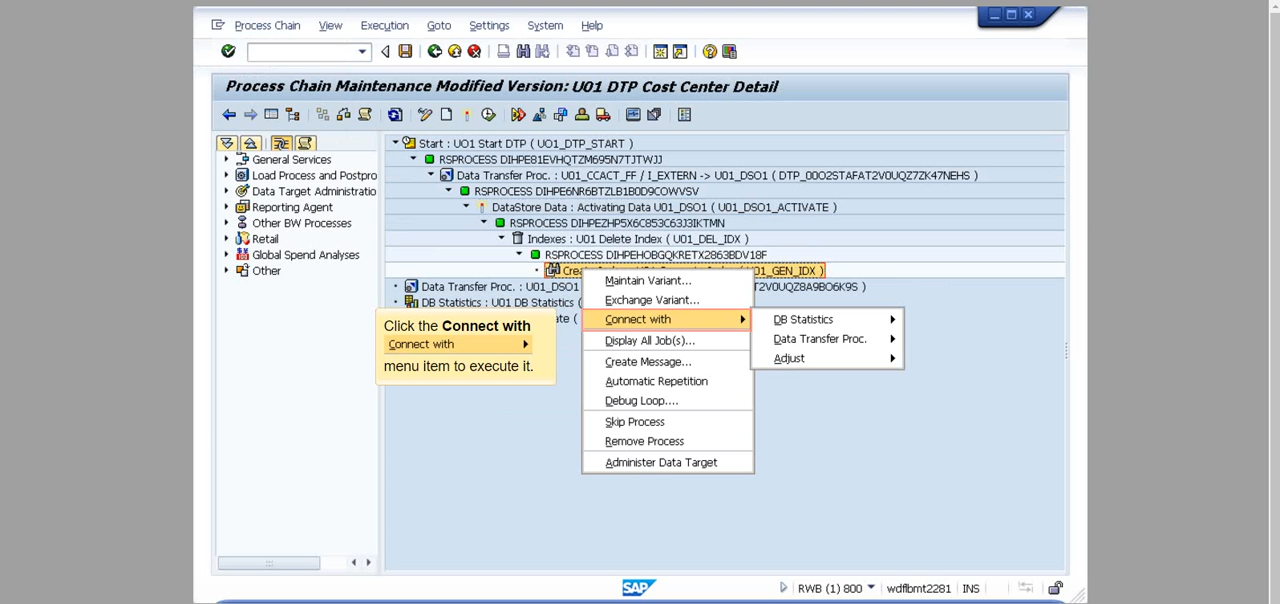 Process Chain View Execution Goto Settings System Help
Process Chain Maintenance Modified Version: U01 DTP Cost Center Detail
General Services
Load Process and Postpro
Data Target Administratio
Reporting Agent
Other BW Processes
Retail
Global Spend Analyses
Other
Start : UO1 Start DTP ( UO1_DTP_START )
RSPROCESS DIHPE81EVHQTZM695N7TJTWJJ
Data Transfer Proc. : U01_CCACT_FF / I_EXTERN -> U01_DSO1 ( DTP_00O2STAFAT2V0UQZ7ZK47NEHS )
RSPROCESS DIHPE6NR6BTZLB1B0D9COWVSV
DataStore Data : Activating Data U01_DSO1 ( U01_DSO1_ACTIVATE )
RSPROCESS DIHPEZHP5X6C853C63J3IKTMN
Indexes : U01 Delete Index ( U01_DEL_IDX )
RSPROCESS DIHPEHOBGQKRETX2863BDV18F
U01_GEN_IDX )
Data Transfer Proc. : U01_DSO1
ST2V0UQZ8A9BO6K9S )
DB Statistics : U01 DB Statistics (
Maintain Variant...
Exchange Variant...
Connect with
Display All Job(s)...
Create Message...
Automatic Repetition
Debug Loop....
Skip Process
Remove Process
Administer Data Target
DB Statistics
Data Transfer Proc.
Adjust
Click the Connect with
Connect with
menu item to execute it.
SAP
RWB (1) 800 wdflbmt2281 INS